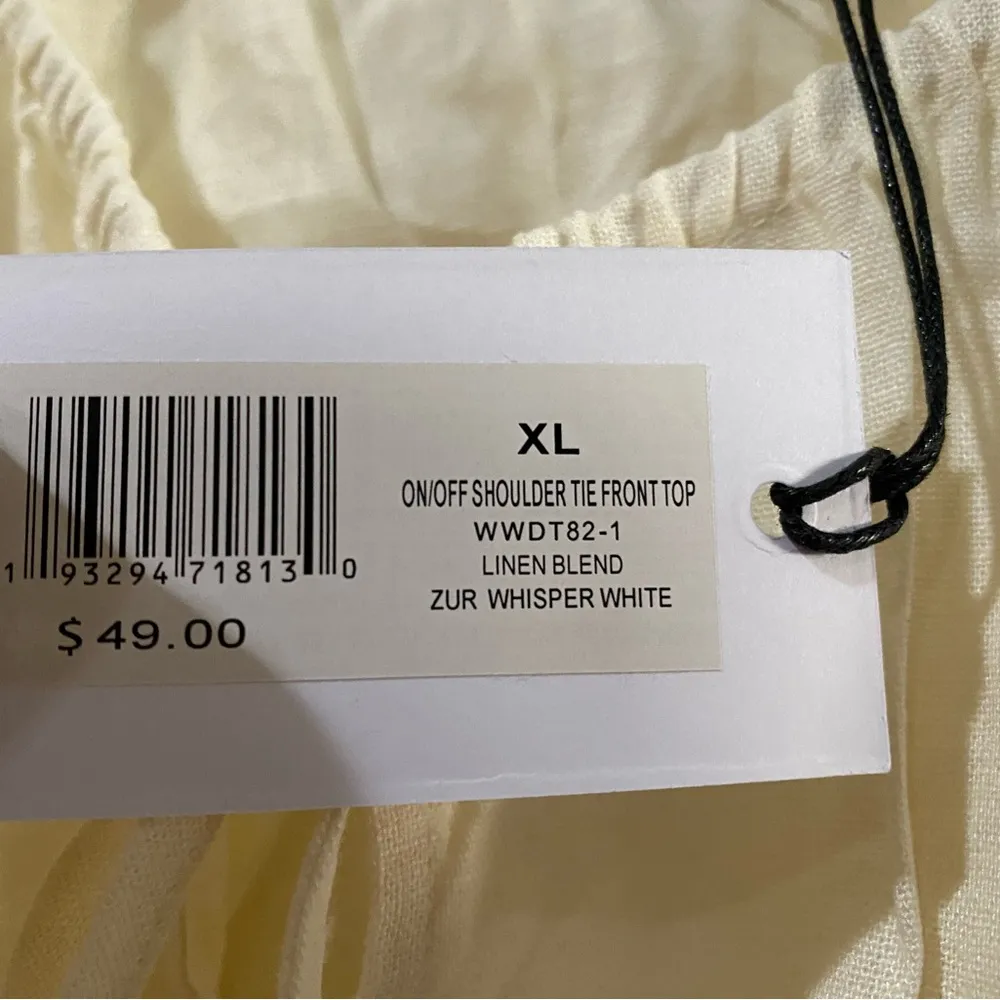 XL
ON/OFF SHOULDER TIE FRONT TOP
WWDT82-1
LINEN BLEND
ZUR WHISPER WHITE
1 93294 71813 0
$49.00